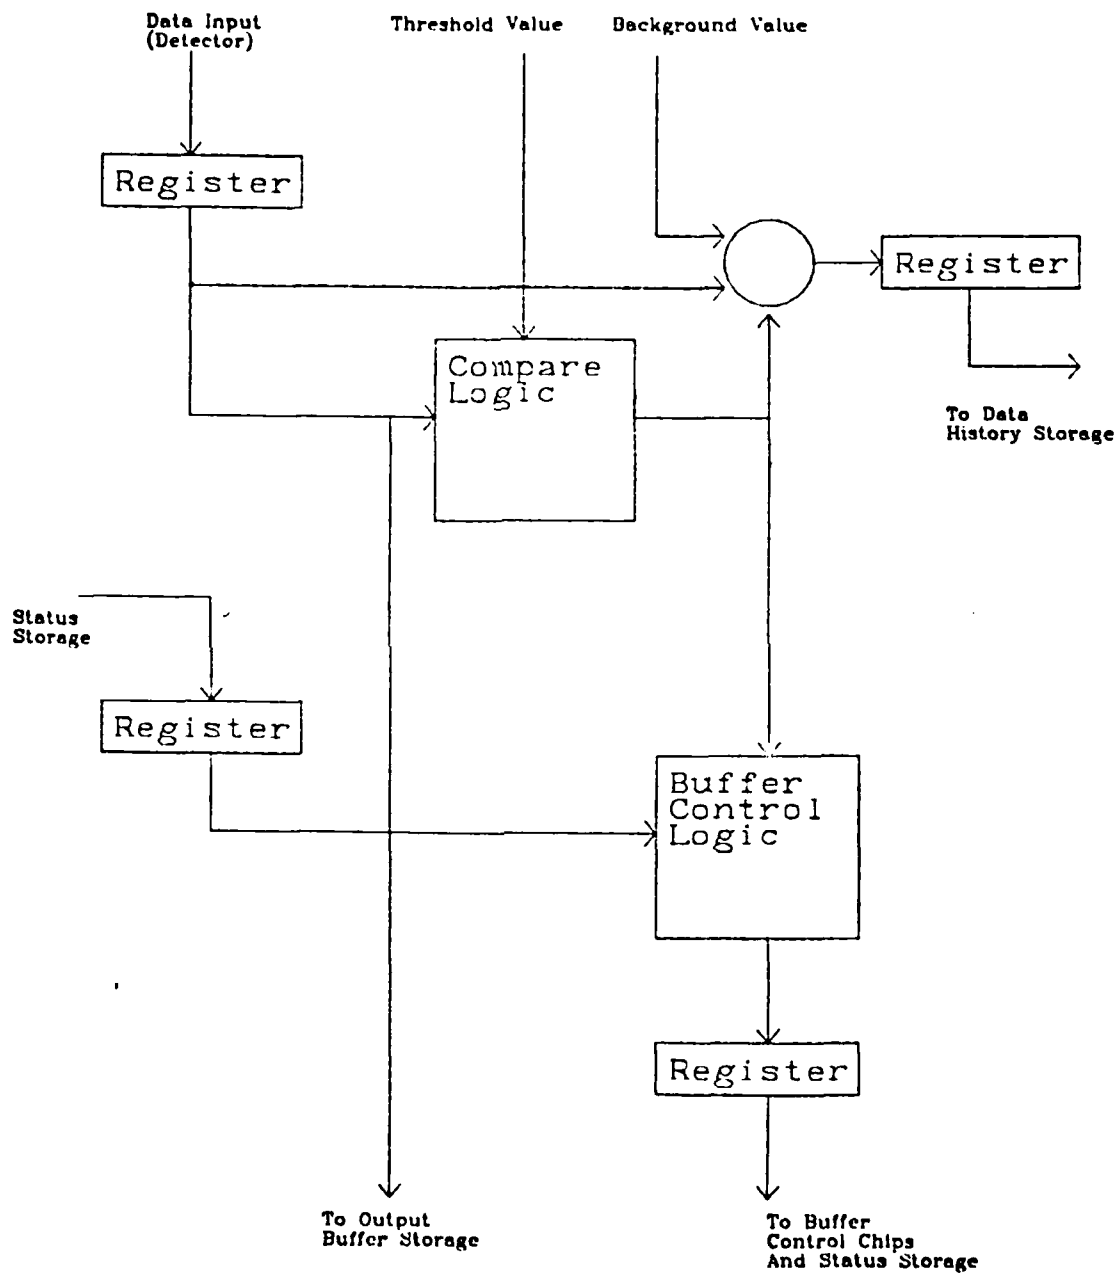 Data Input
(Detector)
Threshold Value
Background Value
Register
Register
Compare
Logic
To Data
History Storage
Status
Storage
Register
Buffer
Control
Logic
Register
To Output
Buffer Storage
To Buffer
Control Chips
And Status Storage